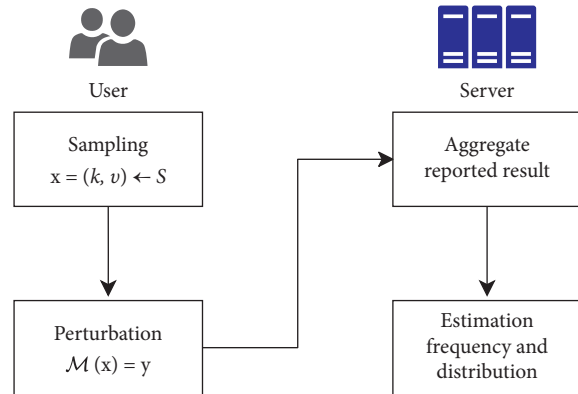 User
Sampling
x = (k, v) ← S
Perturbation
ℳ (x) = y
Server
Aggregate
reported result
Estimation
frequency and
distribution